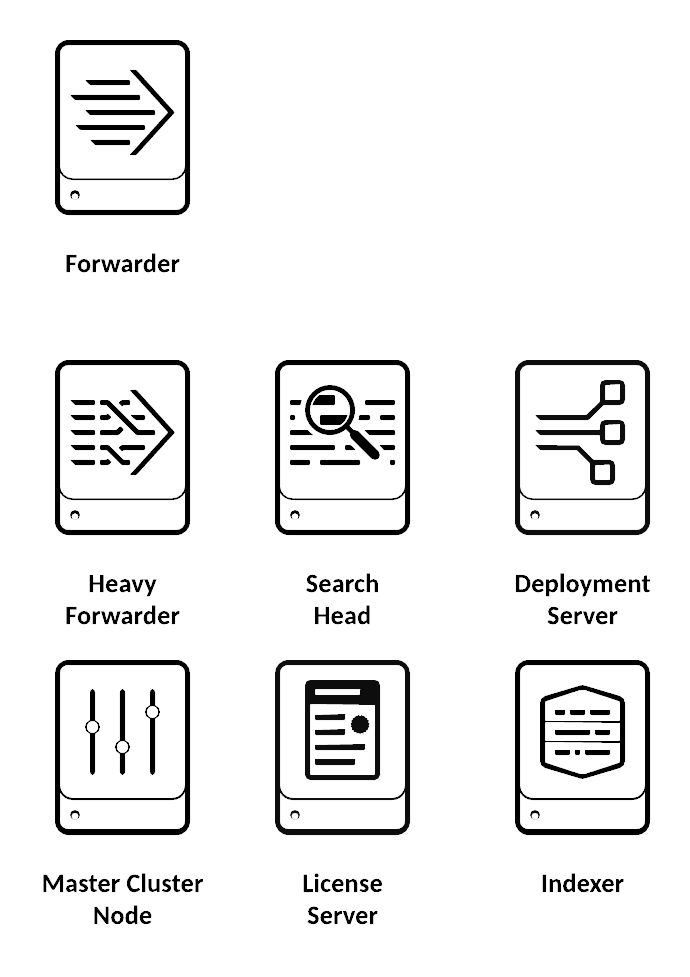 Forwarder
Heavy
Forwarder
Search
Head
Deployment
Server
Master Cluster
Node
License
Server
Indexer